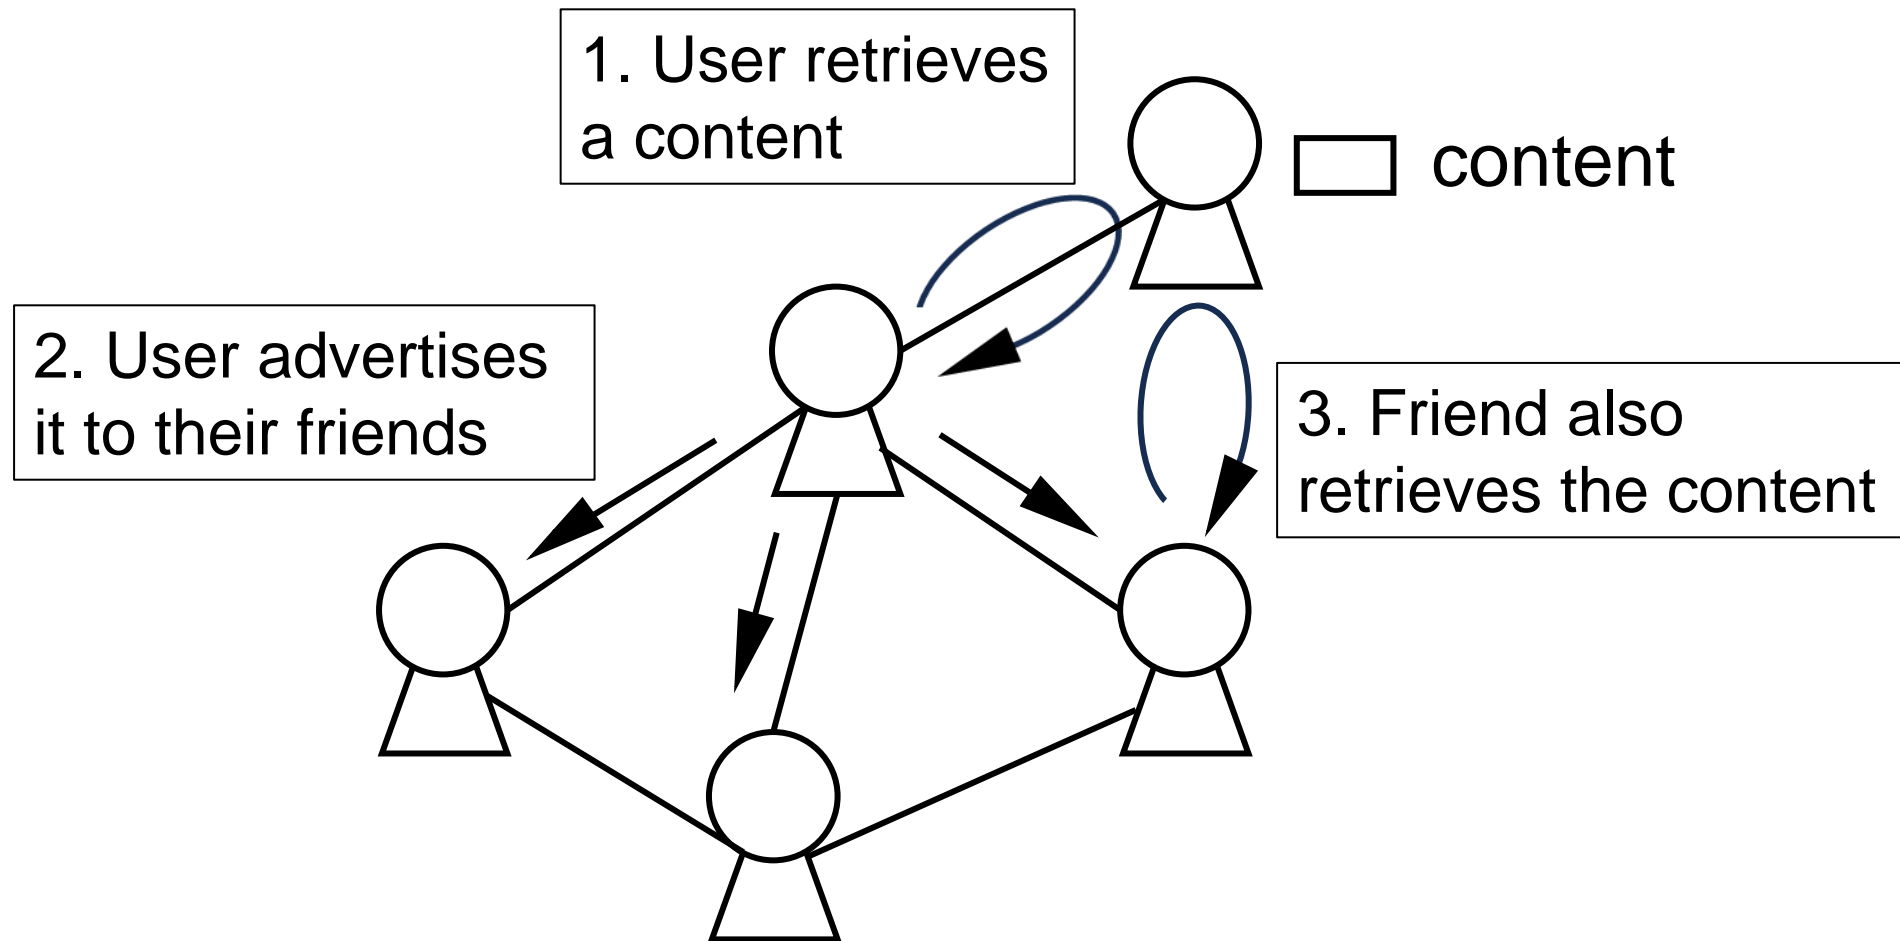 1. User retrieves
a content
content
2. User advertises
it to their friends
3. Friend also
retrieves the content